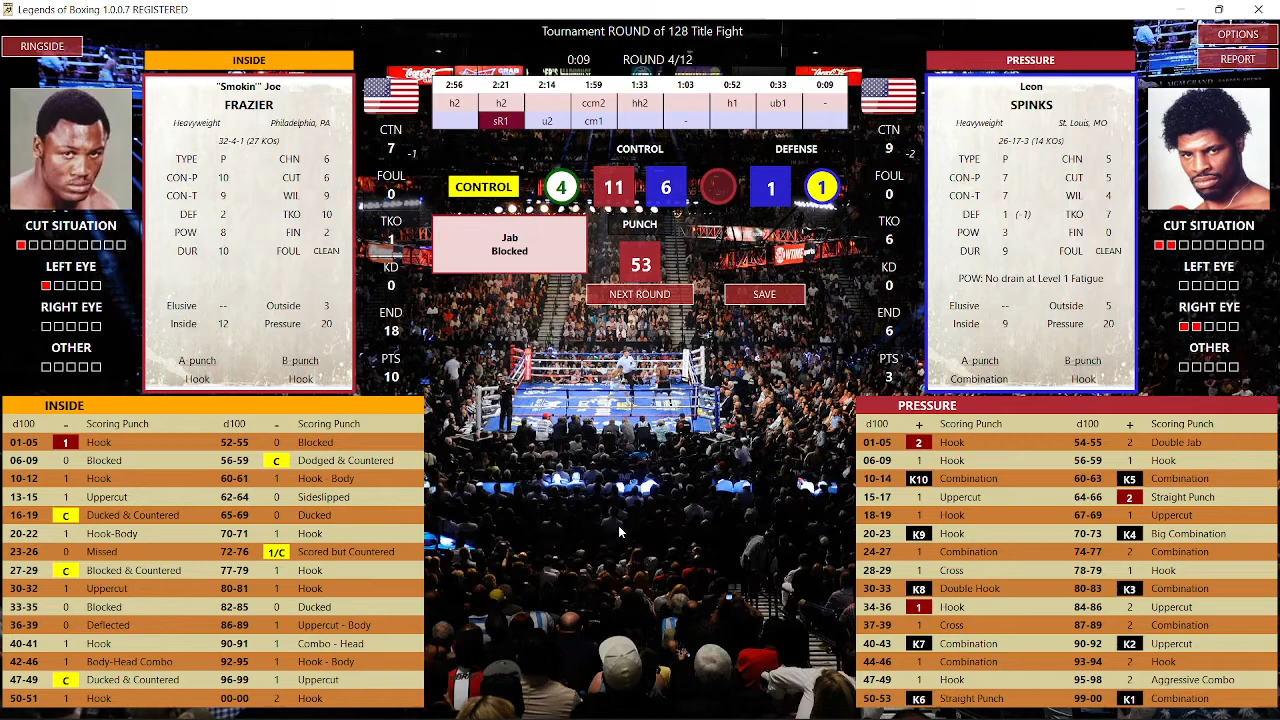 Legends of Boxing 1.0.0.7 REGISTERED
Tournament ROUND of 128 Title Fight
RINGSIDE
OPTIONS
REPORT
0:09 ROUND 4/12
INSIDE
"Smokin'" Joe
FRAZIER
Heavyweight Philadelphia, PA
32-4-1 (27 KOs)
TYPE P CHN 6
CON-P 10 CUT 6
CON-T 9 WIL 9
DEF 2 TKO 10
POW 8 FIN 2
DUR 10 FOUL CLEAN
Elusive -- Outside 3
Inside 12 Pressure 20
A-punch B-punch
Hook Hook
CUT SITUATION
LEFT EYE
RIGHT EYE
OTHER
CTN
7 -1
FOUL
0
TKO
1
KD
0
END
18
PTS
10
2:56 2:21 2:14 1:59 1:33 1:03 0:52 0:33 0:09
h2 h2 ccm2 hh2 h1 ub1 -
sR1 u2 cm1 -
CONTROL DEFENSE
CONTROL 4 11 6 1 1
Jab
Blocked
PUNCH
53
NEXT ROUND SAVE
CTN
9 -2
FOUL
0
TKO
6
KD
0
END
6
PTS
3
PRESSURE
Leon
SPINKS
Heavyweight St. Louis, MO
26-17-3 (14 KOs)
TYPE P CHN 5
CON-P 7 CUT 5
CON-T 5 WIL 4
DEF 1 (-1) TKO
POW 3 FIN
DUR FOUL CLEAN
POW: No drain at Level 1 Fatigue
Elusive -- Outside 5
Inside 9 Pressure 20
A-punch B-punch
Combination Hook
CUT SITUATION
LEFT EYE
RIGHT EYE
OTHER
INSIDE
d100 - Scoring Punch d100 - Scoring Punch
01-05 1 Hook 52-55 0 Blocked
06-09 0 Blocked 56-59 C Dodged & Countered
10-12 1 Hook 60-61 1 Hook - Body
13-15 1 Uppercut 62-64 0 Sideslipped
16-19 C Ducked & Countered 65-69 0 Ducked
20-22 1 Hook-Body 70-71 1 Hook
23-26 0 Missed 72-76 1/C Scored but Countered
27-29 C Blocked & Countered 77-79 1 Hook
30-32 1 Uppercut 80-81 1 Hook
33-35 0 Blocked 82-85 0 Ducked
36-39 0 Deflected 86-89 1 Uppercut - Body
40-41 1 Hook 90-91 1 Combo - Head
42-46 1 Body-Head Combo 92-95 1 Hook - Body
47-49 C Ducked & Countered 96-99 1 Uppercut
50-51 1 Hook 00-00 2 Hook
PRESSURE
d100 + Scoring Punch d100 + Scoring Punch
01-05 2 Hook 54-55 2 Double Jab
06-09 1 Hook 56-59 1 Hook
10-14 K10 Combination 60-63 K5 Combination
15-17 1 Uppercut 64-66 2 Straight Punch
18-19 1 Hook 67-69 1 Uppercut
20-23 K9 Hook 70-73 K4 Big Combination
24-27 1 Combination 74-77 2 Combination
28-29 1 Cross 78-79 1 Hook
30-33 K8 Double Hook 80-83 K3 Combination
34-36 1 Hook 84-86 2 Uppercut
37-39 1 Cross 87-89 2 Combination
40-43 K7 Combination 90-92 K2 Uppercut
44-46 1 Combination 93-94 2 Hook
47-49 1 Hook 95-98 2 Aggressive Combo
50-53 K6 Straight Punch 99-00 K1 Combination